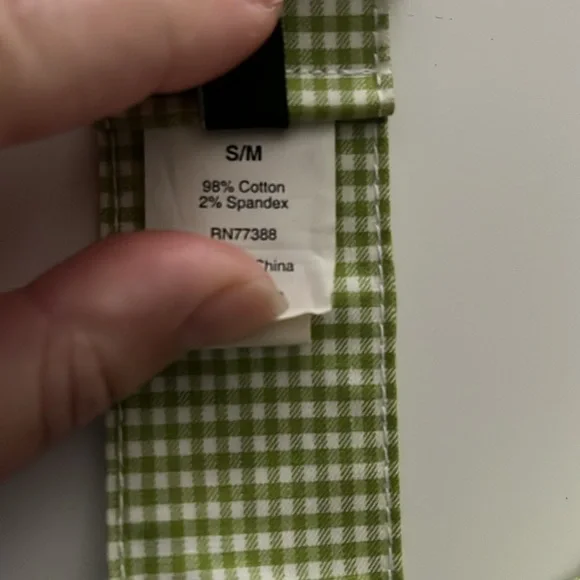 S/M
98% Cotton
2% Spandex
RN77388
China